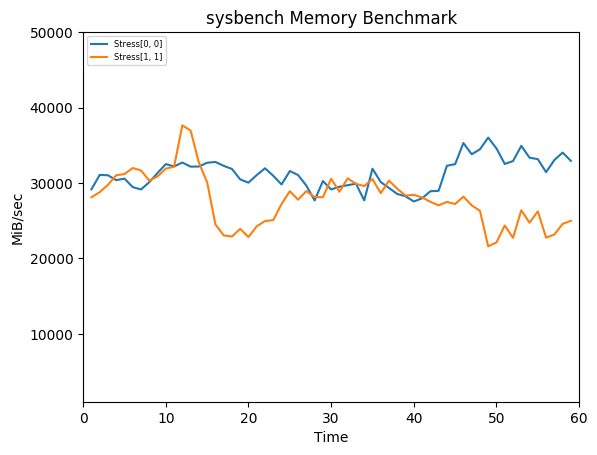 sysbench Memory Benchmark
Stress[0, 0]
Stress[1, 1]
50000
40000
30000
20000
10000
MiB/sec
0 10 20 30 40 50 60
Time